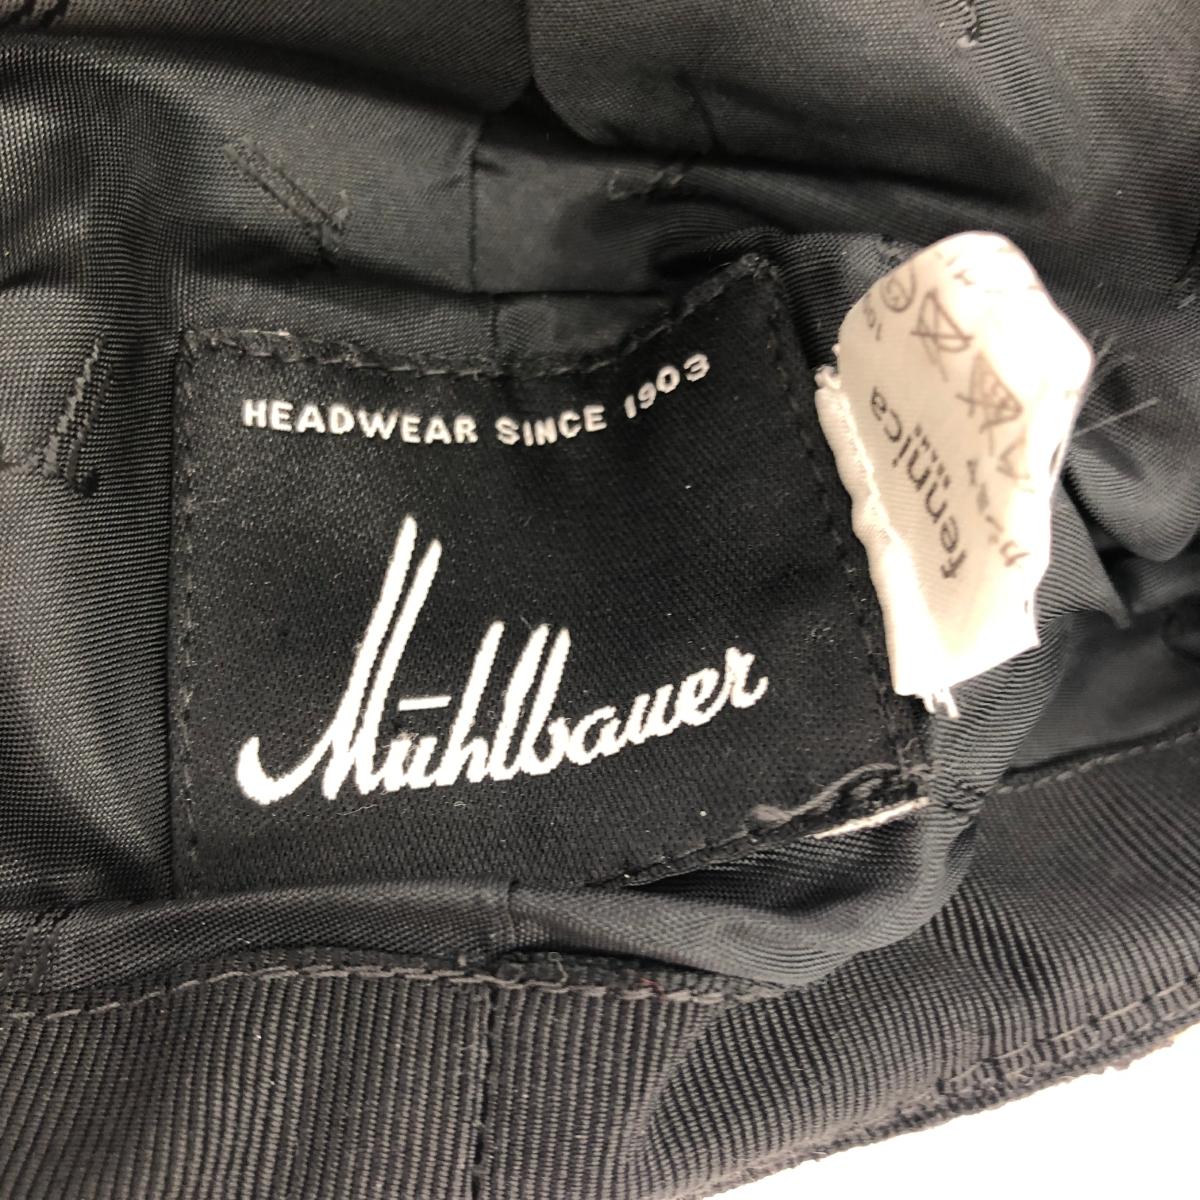 HEADWEAR SINCE 1903
Mühlbauer
fennica